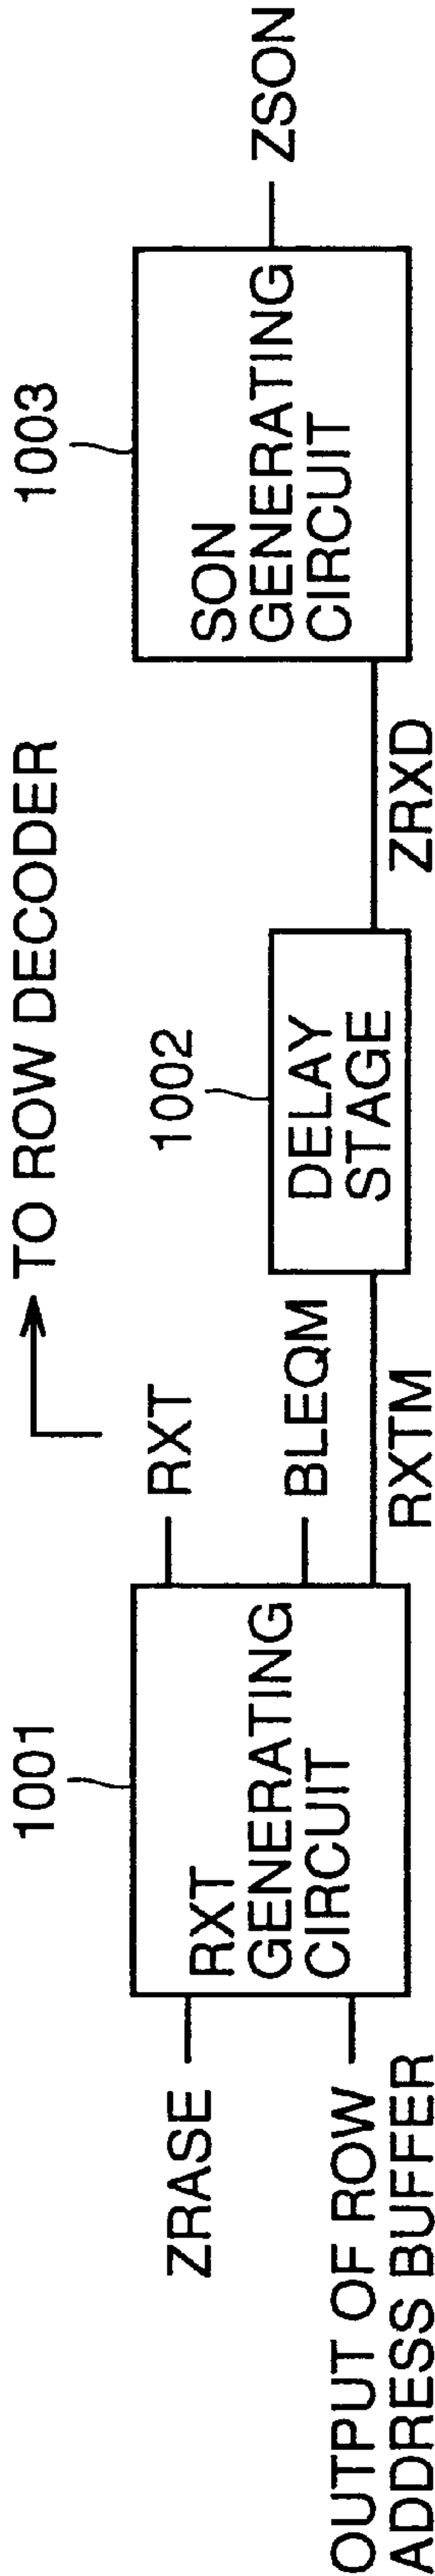 ZRASE
OUTPUT OF ROW
ADDRESS BUFFER
1001
RXT
GENERATING
CIRCUIT
RXT
TO ROW DECODER
BLEQM
RXTM
1002
DELAY
STAGE
ZRXD
1003
SON
GENERATING
CIRCUIT
ZSON